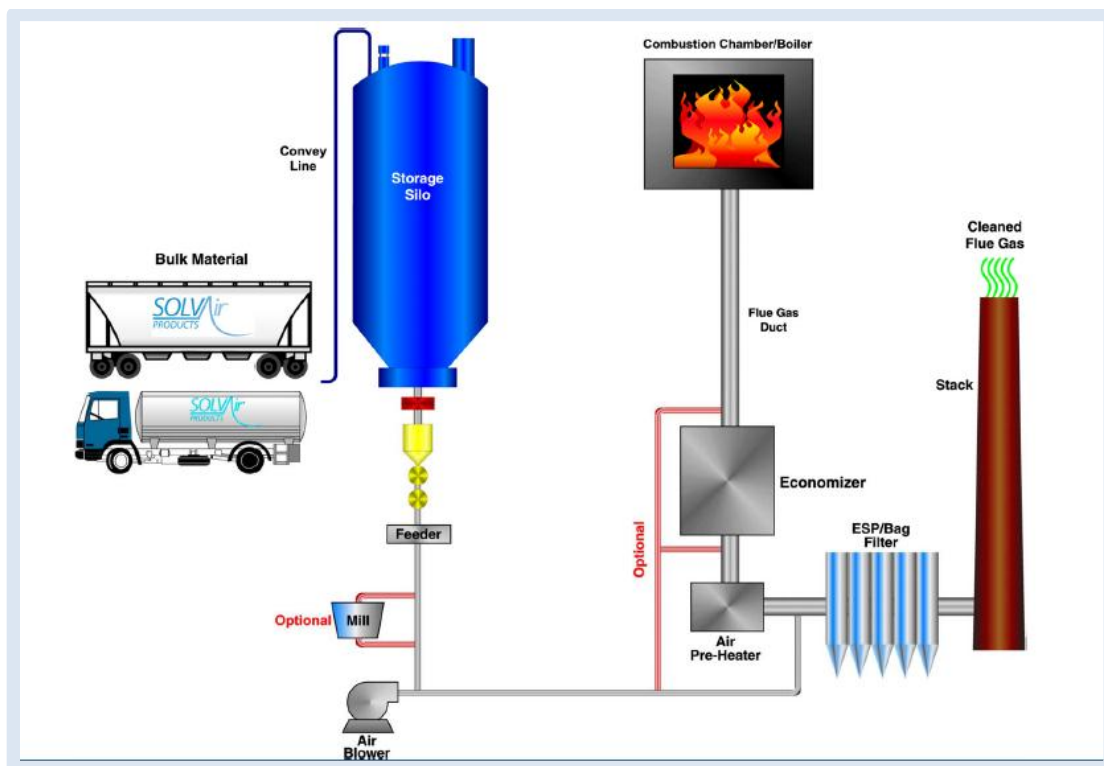 Combustion Chamber/Boiler
Convey
Line
Storage
Silo
Cleaned
Flue Gas
Bulk Material
SOLVAir
PRODUCTS
Flue Gas
Duct
Stack
SOLVAir
PRODUCTS
Economizer
Optional
ESP/Bag
Filter
Feeder
Optional
Mill
Air
Pre-Heater
Air
Blower